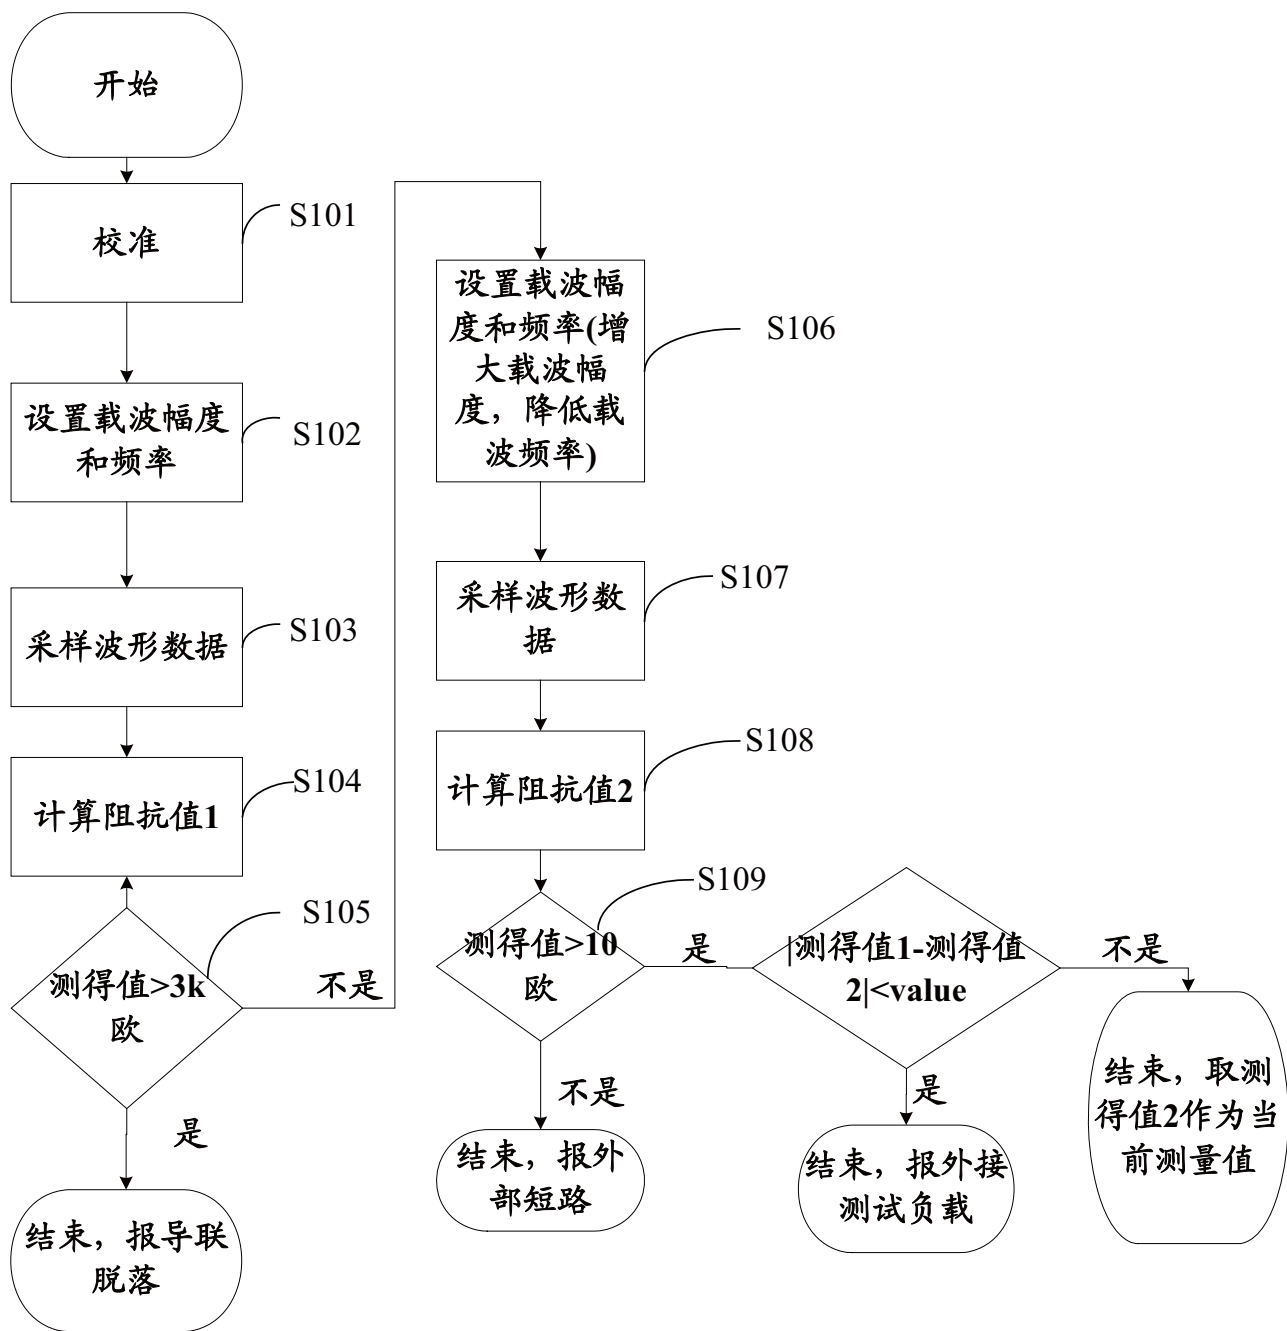 开始
校准
S101
设置载波幅度
和频率
S102
采样波形数据
S103
计算阻抗值1
S104
测得值>3k
欧
S105
不是
是
结束，报导联
脱落
设置载波幅
度和频率(增
大载波幅
度，降低载
波频率)
S106
采样波形数
据
S107
计算阻抗值2
S108
测得值>10
欧
S109
是
不是
结束，报外
部短路
|测得值1-测得值
2|<value
不是
是
结束，报外接
测试负载
结束，取测
得值2作为当
前测量值